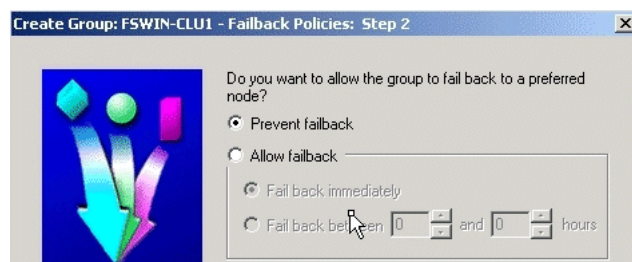 Create Group: FSWIN-CLU1 - Failback Policies: Step 2
Do you want to allow the group to fail back to a preferred
node?
Prevent failback
Allow failback
Fail back immediately
Fail back between 0 and 0 hours